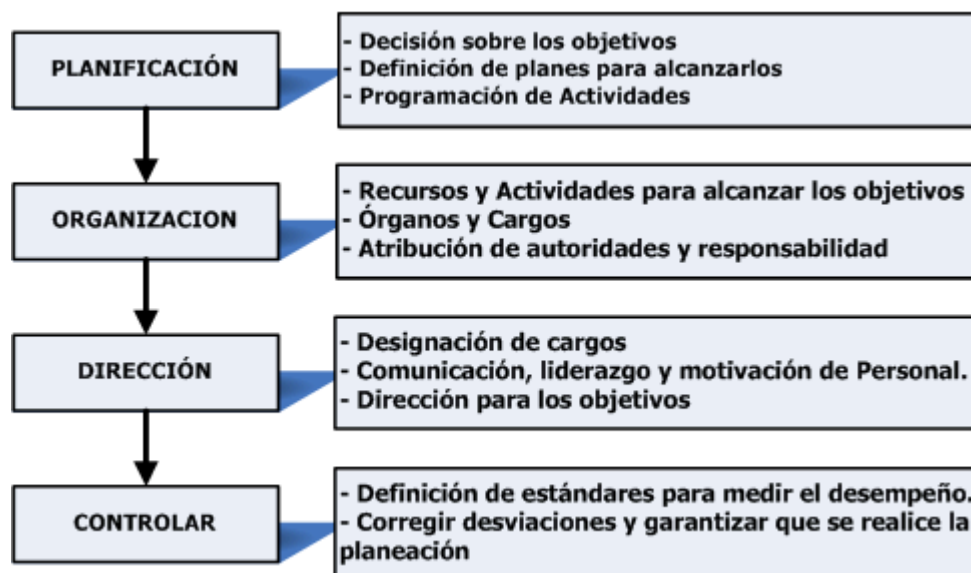 PLANIFICACIÓN
- Decisión sobre los objetivos
- Definición de planes para alcanzarlos
- Programación de Actividades
ORGANIZACION
- Recursos y Actividades para alcanzar los objetivos
- Órganos y Cargos
- Atribución de autoridades y responsabilidad
DIRECCIÓN
- Designación de cargos
- Comunicación, liderazgo y motivación de Personal.
- Dirección para los objetivos
CONTROLAR
- Definición de estándares para medir el desempeño.
- Corregir desviaciones y garantizar que se realice la
planeación